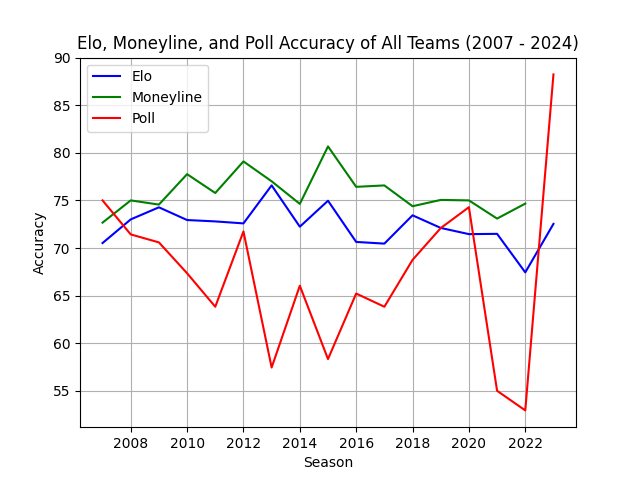 Elo, Moneyline, and Poll Accuracy of All Teams (2007 - 2024)
Elo
Moneyline
Poll
90
85
80
75
70
65
60
55
Accuracy
2008 2010 2012 2014 2016 2018 2020 2022
Season